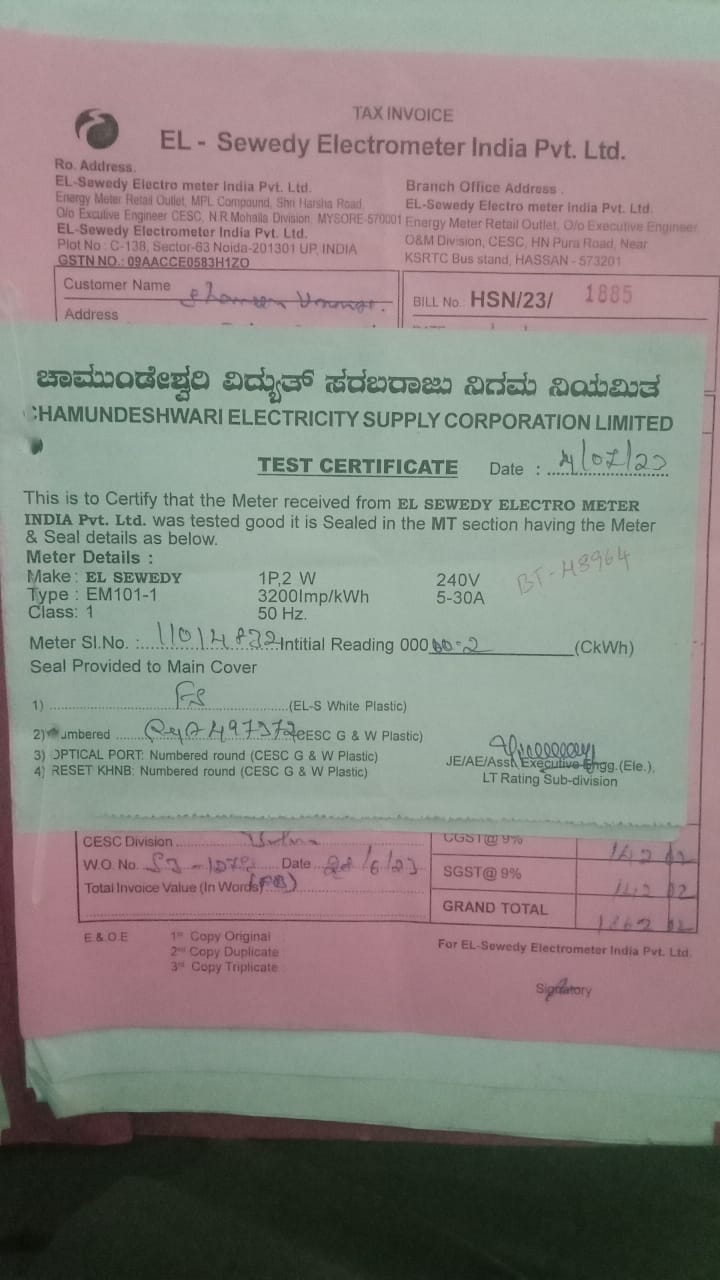 TAX INVOICE
EL - Sewedy Electrometer India Pvt. Ltd.
Ro. Address.
EL-Sewedy Electro meter India Pvt. Ltd.
Energy Meter Retail Outlet, MPL Compound, Shri Harsha Road
O/o Excutive Engineer CESC, N.R.Mohalla Division, MYSORE-570001
EL-Sewedy Electrometer India Pvt. Ltd.
Plot No : C-138, Sector-63 Noida-201301 UP, INDIA
GSTN NO.: 09AACCE0583H1ZO
Branch Office Address .
EL-Sewedy Electro meter India Pvt. Ltd.
Energy Meter Retail Outlet, O/o Executive Engineer
O&M Division, CESC, HN Pura Road, Near
KSRTC Bus stand, HASSAN - 573201
Customer Name
Address
BILL No.: HSN/23/ 1885
ಚಾಮುಂಡೇಶ್ವರಿ ವಿದ್ಯುತ್ ಸರಬರಾಜು ನಿಗಮ ನಿಯಮಿತ
CHAMUNDESHWARI ELECTRICITY SUPPLY CORPORATION LIMITED
TEST CERTIFICATE
Date :
This is to Certify that the Meter received from EL SEWEDY ELECTRO METER
INDIA Pvt. Ltd. was tested good it is Sealed in the MT section having the Meter
& Seal details as below.
Meter Details :
Make : EL SEWEDY 1P,2 W 240V
Type : EM101-1 3200Imp/kWh 5-30A
Class: 1 50 Hz.
Meter Sl.No. : 11014832 Intitial Reading 000 (CkWh)
Seal Provided to Main Cover
1) (EL-S White Plastic)
2) umbered (CESC G & W Plastic)
3) OPTICAL PORT: Numbered round (CESC G & W Plastic)
4) RESET KHNB: Numbered round (CESC G & W Plastic)
JE/AE/Asst. Executive Engg.(Ele.),
LT Rating Sub-division
CESC Division
W.O. No. Date /6/23
Total Invoice Value (In Words)
CGST@ 9%
SGST@ 9%
GRAND TOTAL
E & O.E
1st Copy Original
2nd Copy Duplicate
3rd Copy Triplicate
For EL-Sewedy Electrometer India Pvt. Ltd.
Signatory